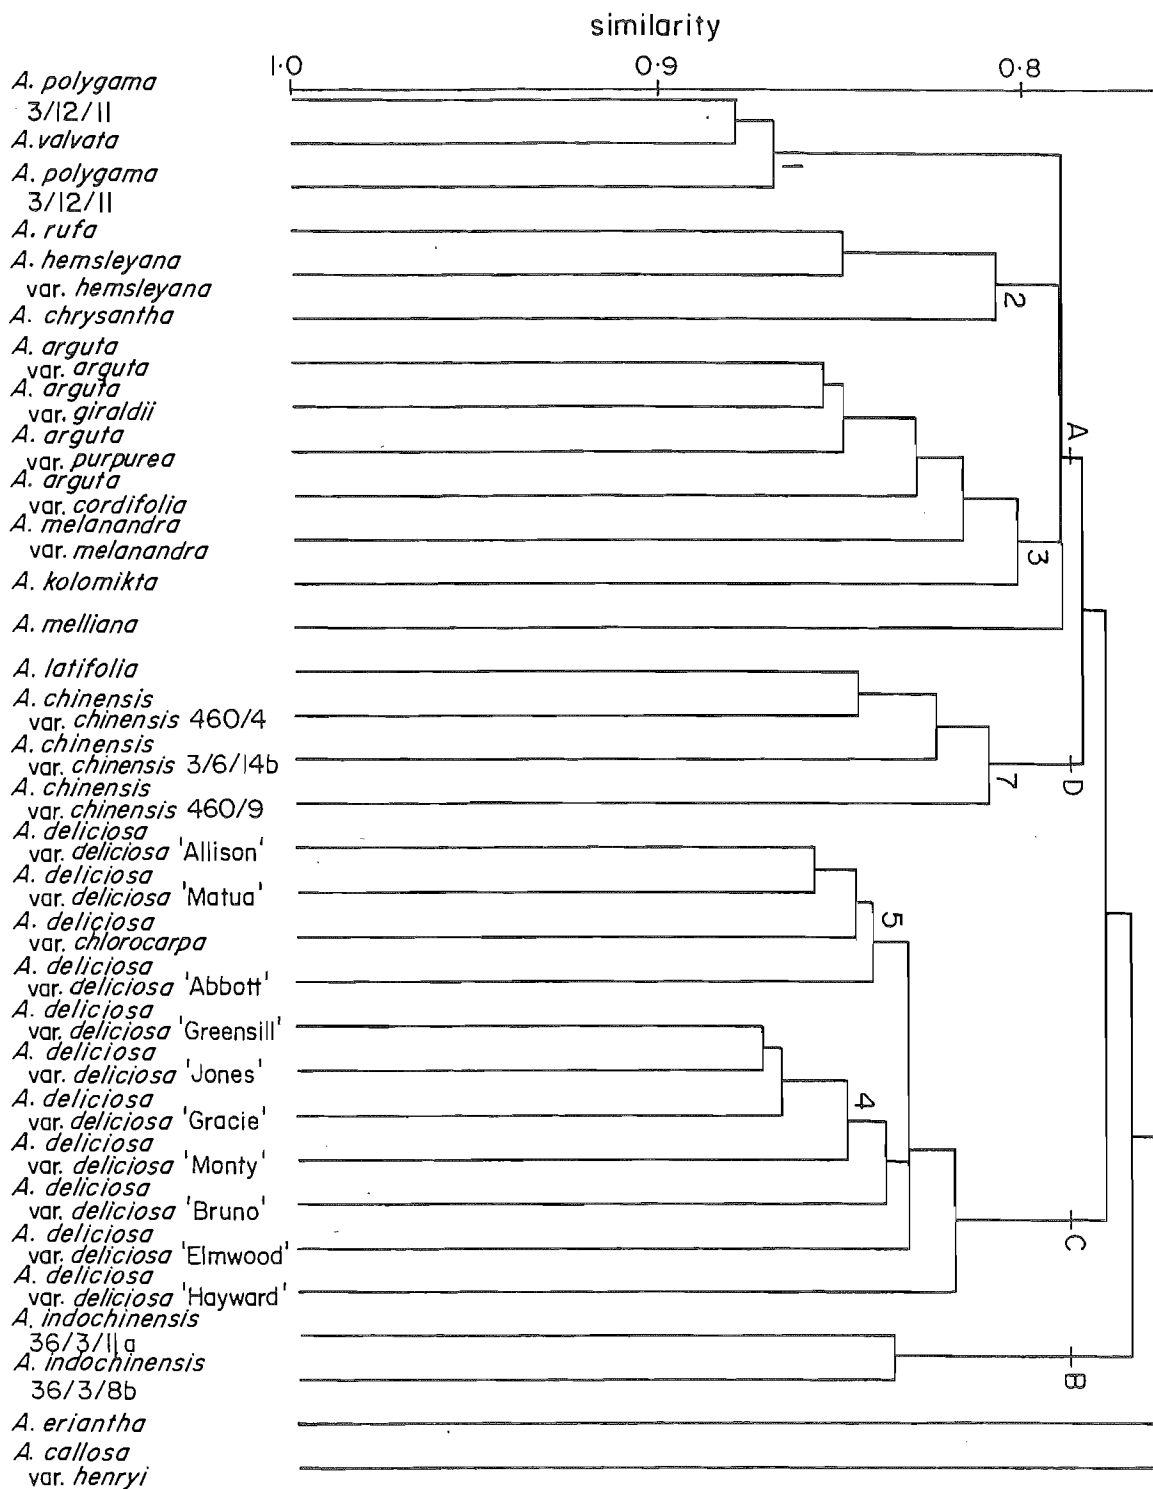 similarity
1·0 0·9 0·8
A. polygama
3/12/11
A. valvata
A. polygama
3/12/11
1
A. rufa
A. hemsleyana
var. hemsleyana
2
A. chrysantha
A. arguta
var. arguta
A. arguta
var. giraldii
A. arguta
var. purpurea
A
A. arguta
var. cordifolia
A. melanandra
var. melanandra
3
A. kolomikta
A. melliana
A. latifolia
A. chinensis
var. chinensis 460/4
A. chinensis
var. chinensis 3/6/14b
7
D
A. chinensis
var. chinensis 460/9
A. deliciosa
var. deliciosa 'Allison'
A. deliciosa
var. deliciosa 'Matua'
5
A. deliciosa
var. chlorocarpa
A. deliciosa
var. deliciosa 'Abbott'
A. deliciosa
var. deliciosa 'Greensill'
A. deliciosa
var. deliciosa 'Jones'
4
A. deliciosa
var. deliciosa 'Gracie'
A. deliciosa
var. deliciosa 'Monty'
A. deliciosa
var. deliciosa 'Bruno'
A. deliciosa
var. deliciosa 'Elmwood'
C
A. deliciosa
var. deliciosa 'Hayward'
A. indochinensis
36/3/11a
A. indochinensis
36/3/8b
B
A. eriantha
A. callosa
var. henryi